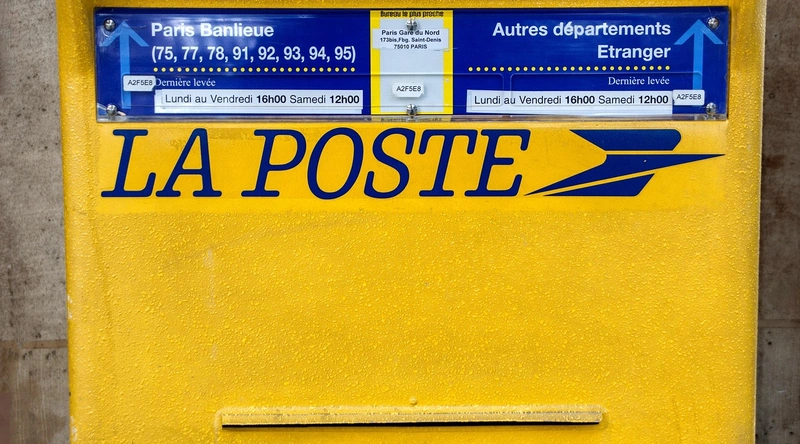 Paris Banlieue
(75, 77, 78, 91, 92, 93, 94, 95)
A2F5E8
Dernière levée
Lundi au Vendredi 16h00 Samedi 12h00
Bureau le plus proche
Paris Gare du Nord
173bis,Fbg. Saint-Denis
75010 PARIS
A2F5E8
Autres départements
Etranger
Dernière levée
Lundi au Vendredi 16h00 Samedi 12h00
A2F5E8
LA POSTE